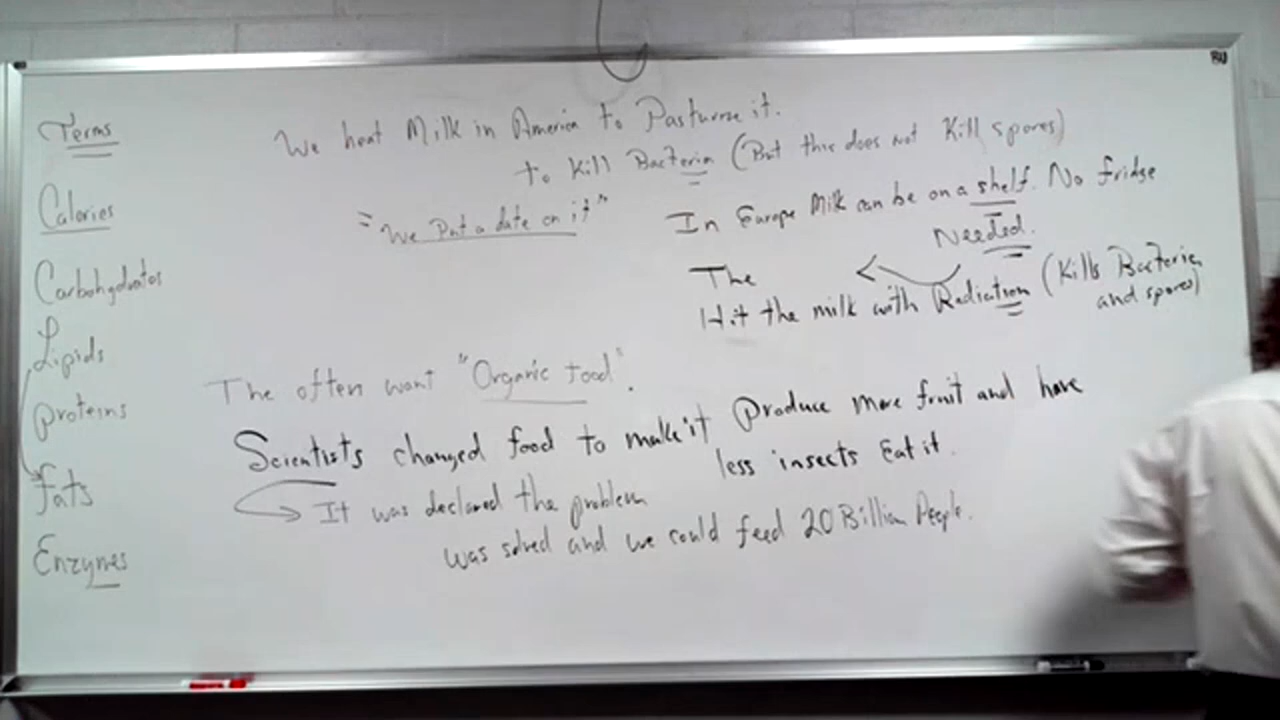 Terms
Calories
Carbohydrates
Lipids
Proteins
Fats
Enzymes
We heat Milk in America to Pasturize it.
to Kill Bacteria (But this does not Kill spores)
= "We Put a date on it"
In Europe Milk can be on a shelf. No fridge
Needed.
The
Hit the milk with Radiation (Kills Bacteria
and spores)
The often want "Organic food".
Scientists changed food to make it Produce more fruit and have
less insects Eat it.
It was declared the problem
was solved and we could feed 20 Billion People.
BU